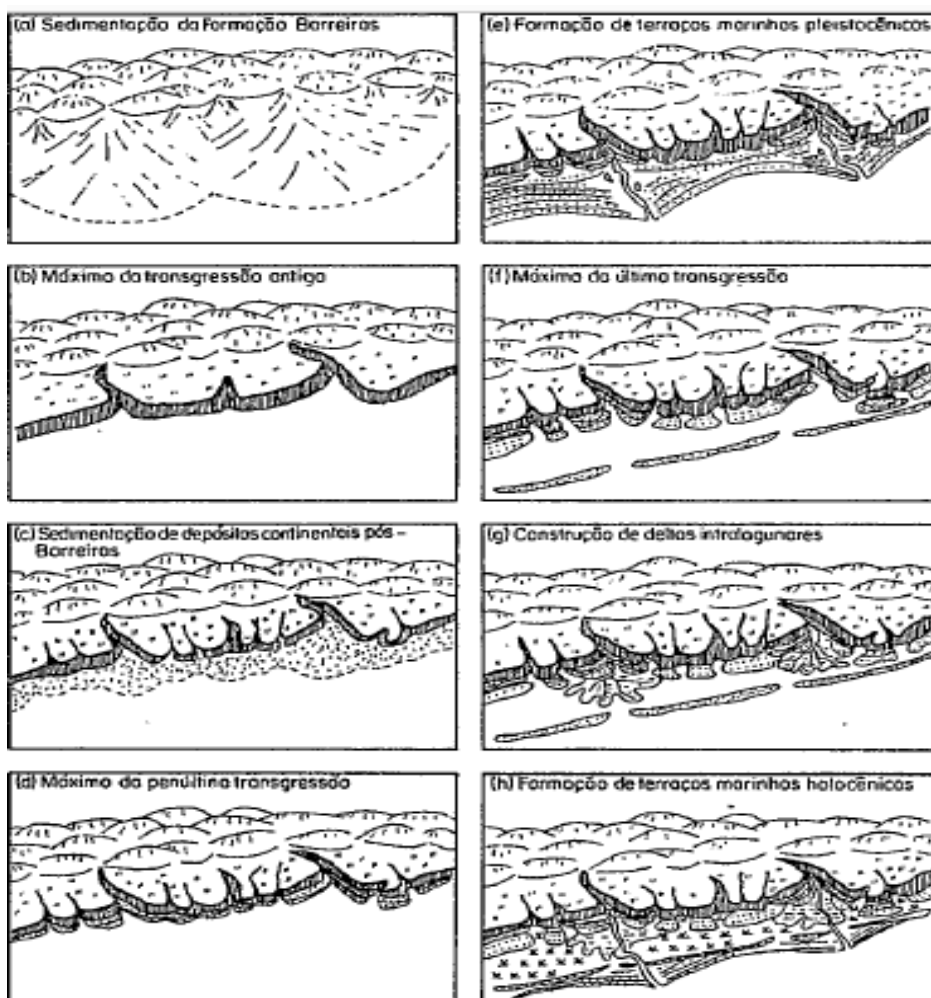 (a) Sedimentação da Formação Barreiras
(b) Máximo da transgressão antiga
(c) Sedimentação de depósitos continentais pós-
Barreiras
(d) Máximo da penúltima transgressão
(e) Formação de terraços marinhos pleistocênicos
(f) Máximo da última transgressão
(g) Construção de deltas intralagunares
(h) Formação de terraços marinhos holocênicos